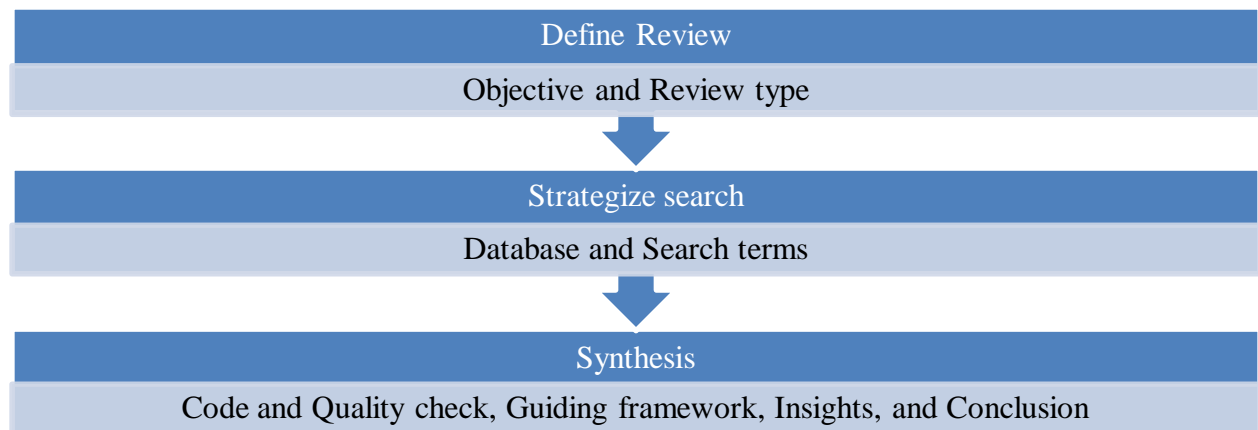 Define Review
Objective and Review type
Strategize search
Database and Search terms
Synthesis
Code and Quality check, Guiding framework, Insights, and Conclusion